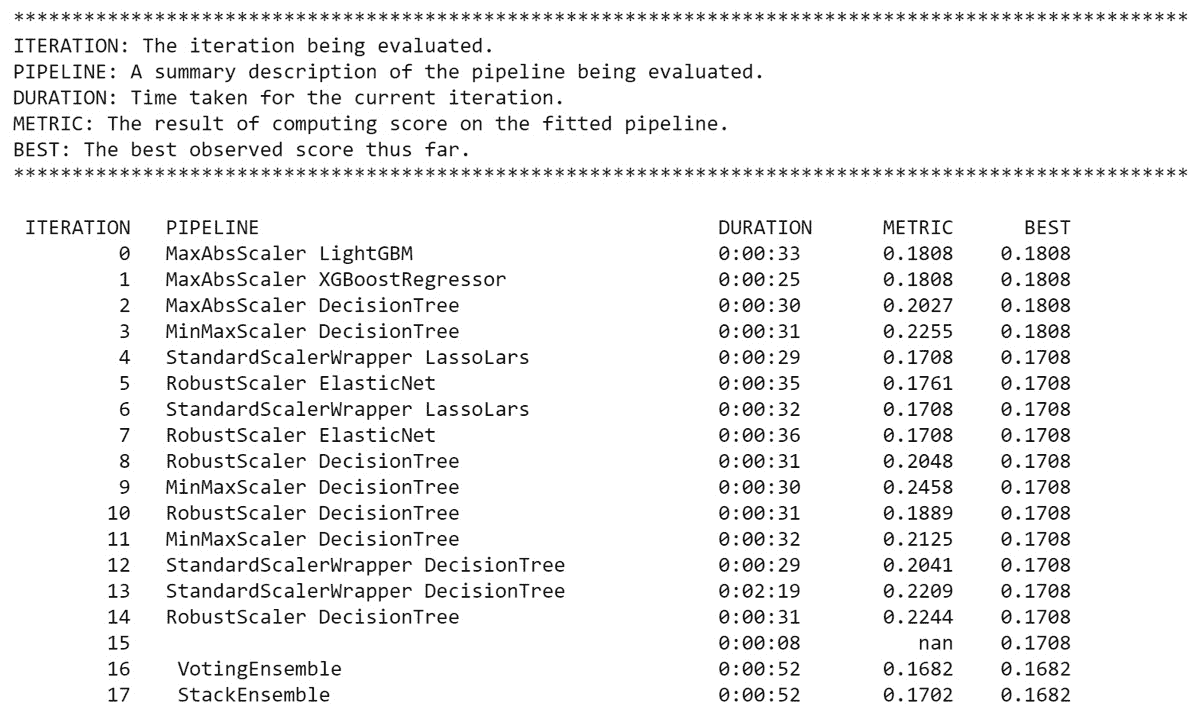 ****************************************************************************************************
ITERATION: The iteration being evaluated.
PIPELINE: A summary description of the pipeline being evaluated.
DURATION: Time taken for the current iteration.
METRIC: The result of computing score on the fitted pipeline.
BEST: The best observed score thus far.
****************************************************************************************************
ITERATION PIPELINE DURATION METRIC BEST
0 MaxAbsScaler LightGBM 0:00:33 0.1808 0.1808
1 MaxAbsScaler XGBoostRegressor 0:00:25 0.1808 0.1808
2 MaxAbsScaler DecisionTree 0:00:30 0.2027 0.1808
3 MinMaxScaler DecisionTree 0:00:31 0.2255 0.1808
4 StandardScalerWrapper LassoLars 0:00:29 0.1708 0.1708
5 RobustScaler ElasticNet 0:00:35 0.1761 0.1708
6 StandardScalerWrapper LassoLars 0:00:32 0.1708 0.1708
7 RobustScaler ElasticNet 0:00:36 0.1708 0.1708
8 RobustScaler DecisionTree 0:00:31 0.2048 0.1708
9 MinMaxScaler DecisionTree 0:00:30 0.2458 0.1708
10 RobustScaler DecisionTree 0:00:31 0.1889 0.1708
11 MinMaxScaler DecisionTree 0:00:32 0.2125 0.1708
12 StandardScalerWrapper DecisionTree 0:00:29 0.2041 0.1708
13 StandardScalerWrapper DecisionTree 0:02:19 0.2209 0.1708
14 RobustScaler DecisionTree 0:00:31 0.2244 0.1708
15 0:00:08 nan 0.1708
16 VotingEnsemble 0:00:52 0.1682 0.1682
17 StackEnsemble 0:00:52 0.1702 0.1682